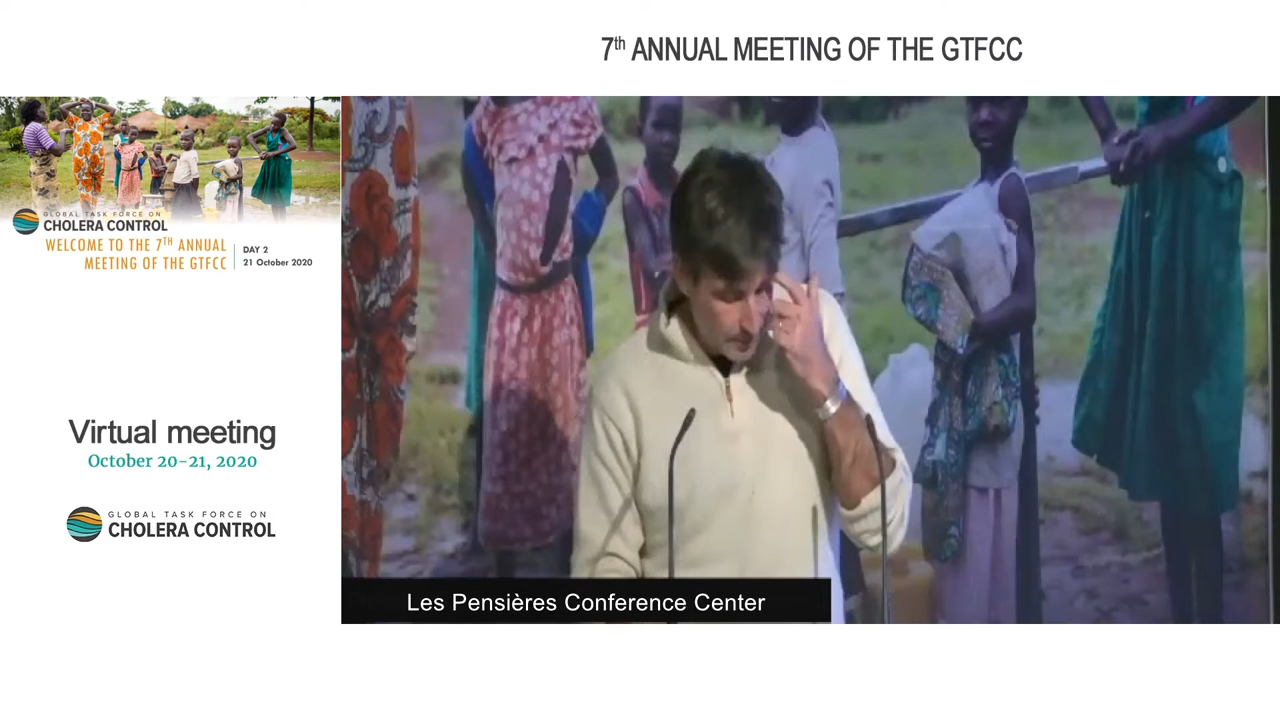 7th ANNUAL MEETING OF THE GTFCC
GLOBAL TASK FORCE ON
CHOLERA CONTROL
WELCOME TO THE 7TH ANNUAL
MEETING OF THE GTFCC
DAY 2
21 October 2020
Virtual meeting
October 20-21, 2020
GLOBAL TASK FORCE ON
CHOLERA CONTROL
Les Pensières Conference Center